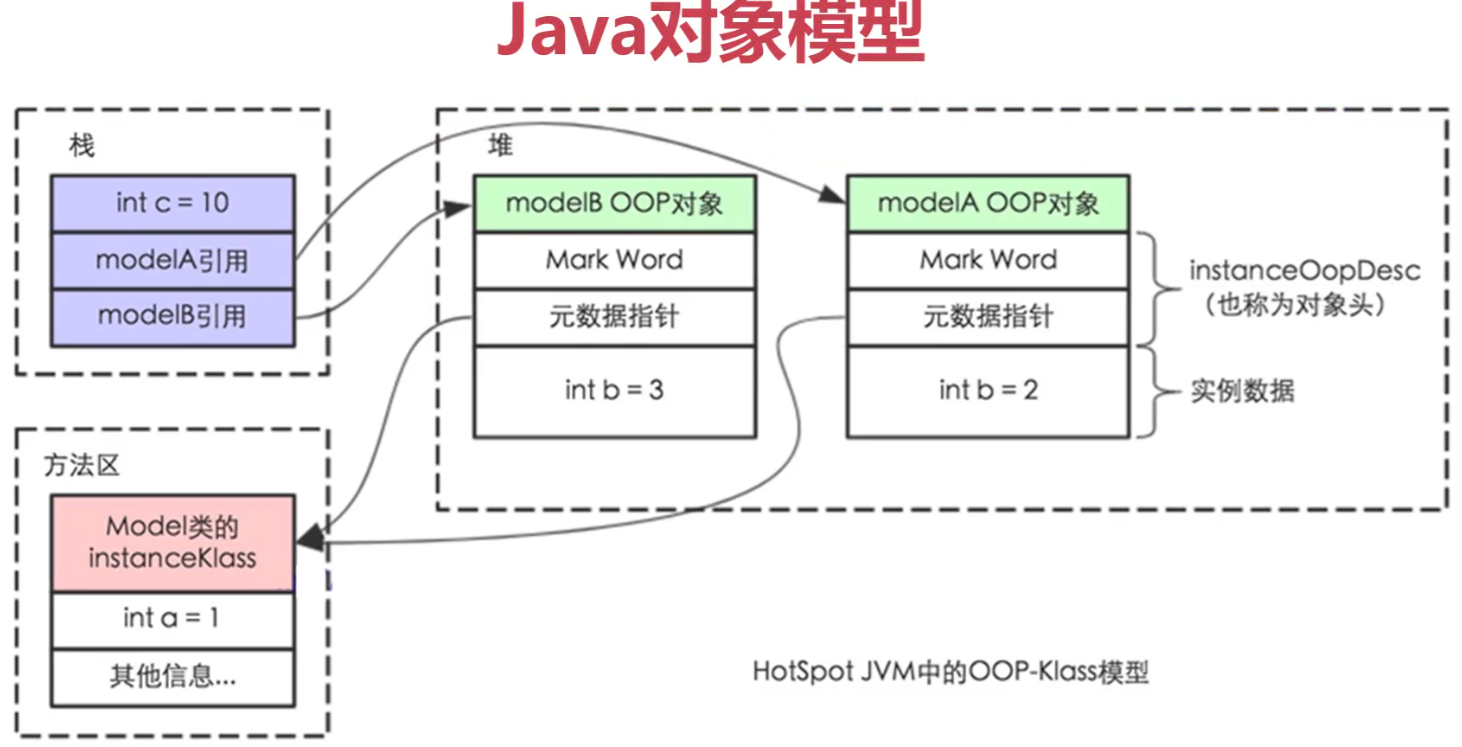 Java对象模型
栈
int c = 10
modelA引用
modelB引用
堆
modelB OOP对象
Mark Word
元数据指针
int b = 3
modelA OOP对象
Mark Word
元数据指针
int b = 2
instanceOopDesc
（也称为对象头）
实例数据
方法区
Model类的
instanceKlass
int a = 1
其他信息...
HotSpot JVM中的OOP-Klass模型